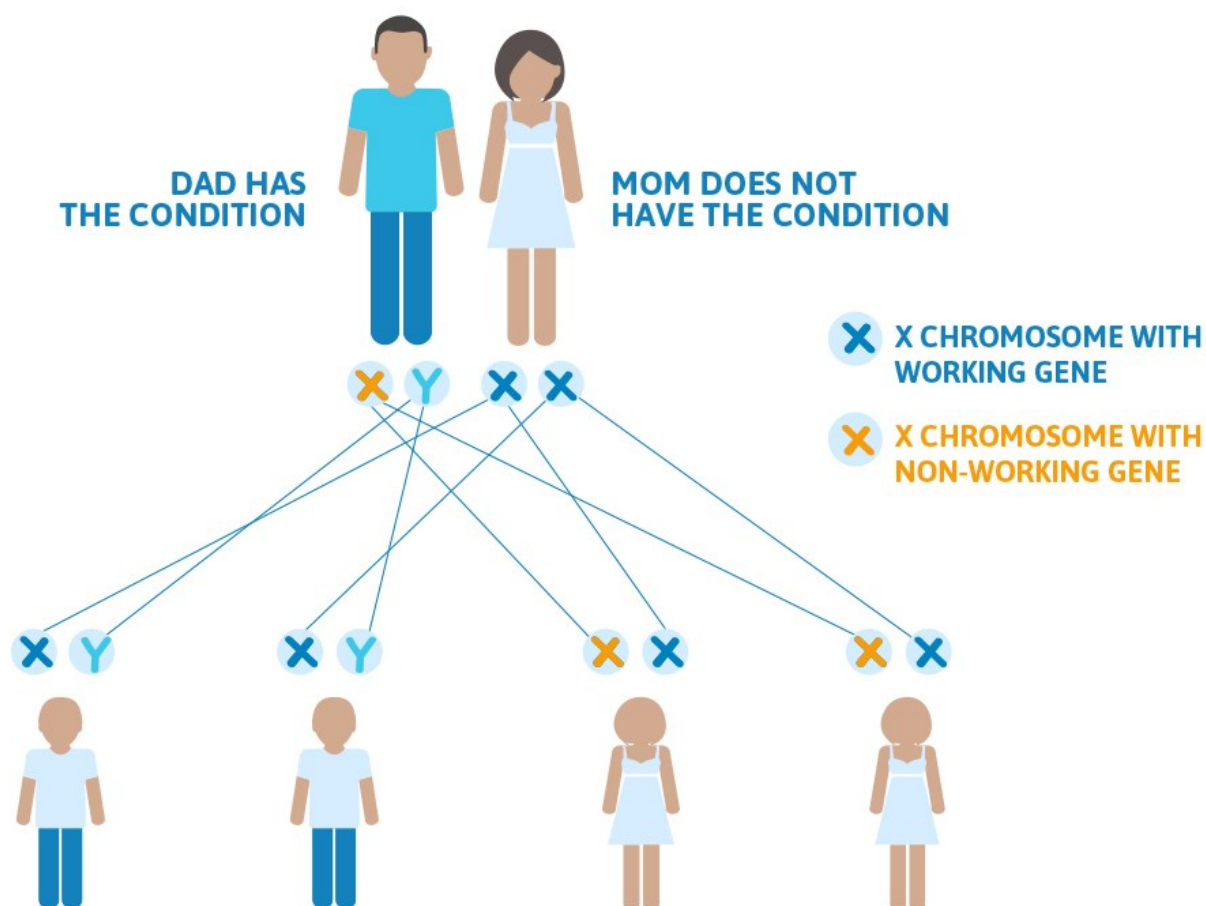 DAD HAS
THE CONDITION
MOM DOES NOT
HAVE THE CONDITION
X CHROMOSOME WITH
WORKING GENE
X CHROMOSOME WITH
NON-WORKING GENE
X Y X X
X Y X Y X X X X